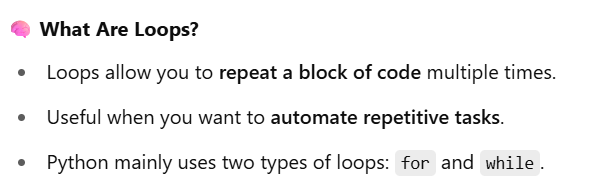 🧠 What Are Loops?
• Loops allow you to repeat a block of code multiple times.
• Useful when you want to automate repetitive tasks.
• Python mainly uses two types of loops: for and while.